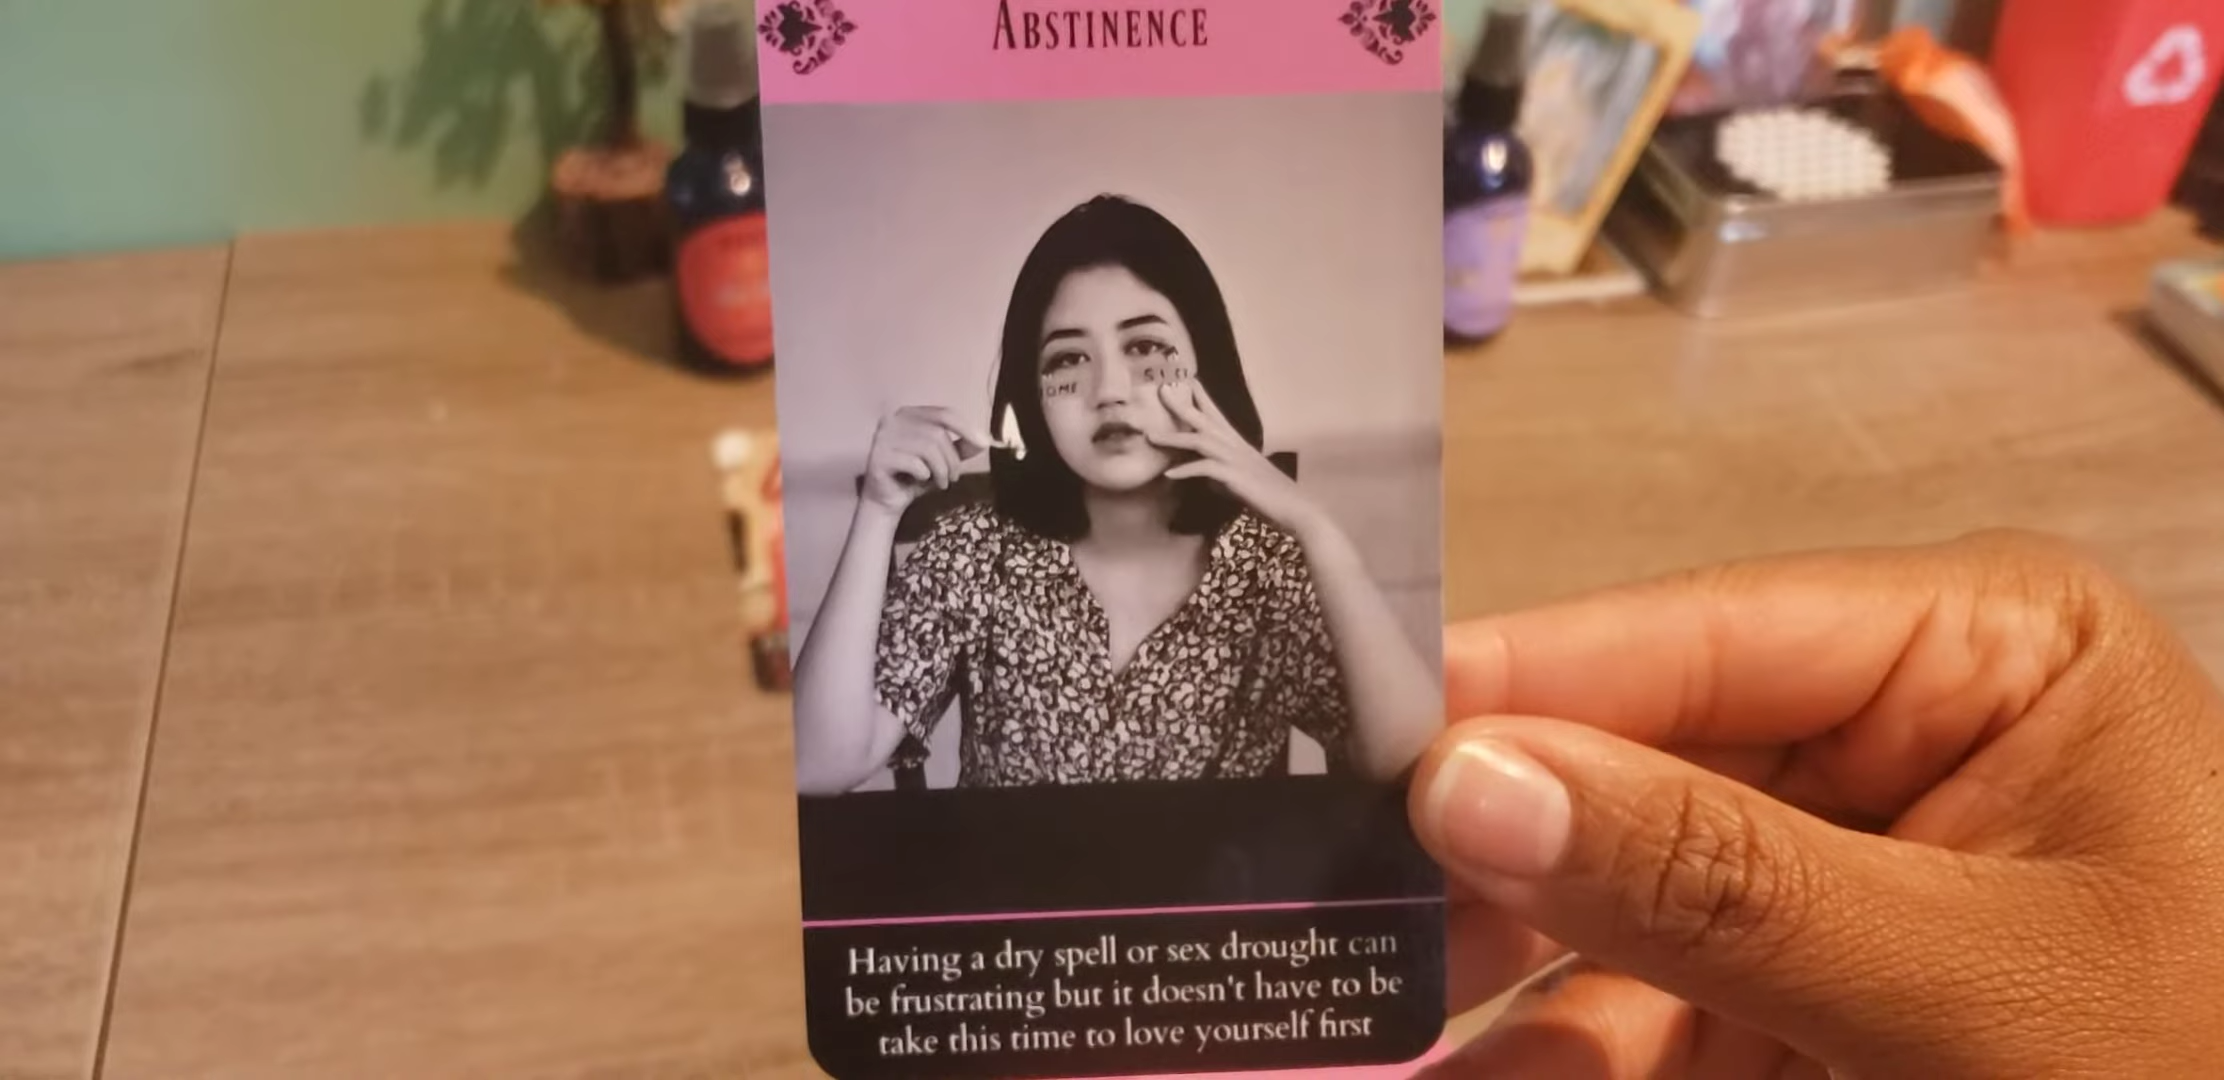 ABSTINENCE
OME
Having a dry spell or sex drought can
be frustrating but it doesn't have to be
take this time to love yourself first